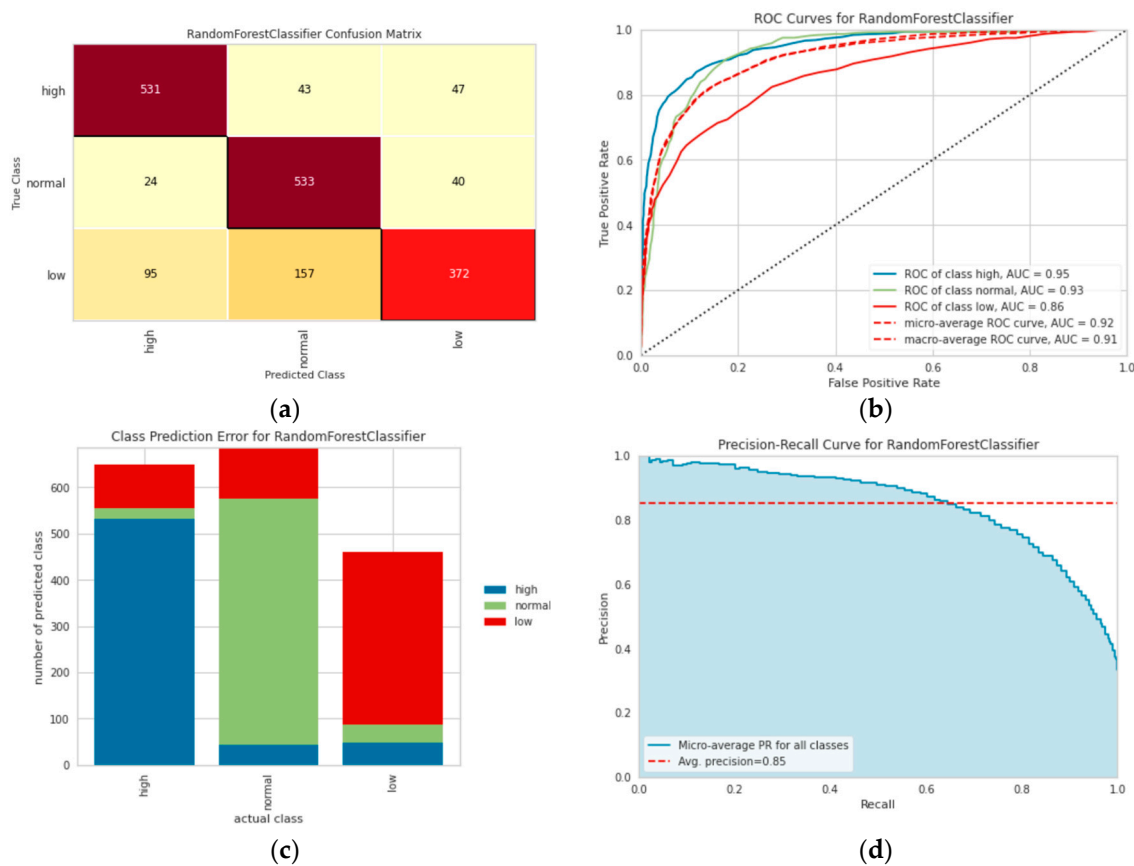 RandomForestClassifier Confusion Matrix
True Class
high
normal
low
531
43
47
24
533
40
95
157
372
high
normal
low
Predicted Class
(a)
ROC Curves for RandomForestClassifier
True Positive Rate
1.0
0.8
0.6
0.4
0.2
0.0
ROC of class high, AUC = 0.95
ROC of class normal, AUC = 0.93
ROC of class low, AUC = 0.86
micro-average ROC curve, AUC = 0.92
macro-average ROC curve, AUC = 0.91
0.0
0.2
0.4
0.6
0.8
1.0
False Positive Rate
(b)
Class Prediction Error for RandomForestClassifier
number of predicted class
600
500
400
300
200
100
0
high
normal
low
high
normal
low
actual class
(c)
Precision-Recall Curve for RandomForestClassifier
Precision
1.0
0.8
0.6
0.4
0.2
0.0
Micro-average PR for all classes
Avg. precision=0.85
0.0
0.2
0.4
0.6
0.8
1.0
Recall
(d)